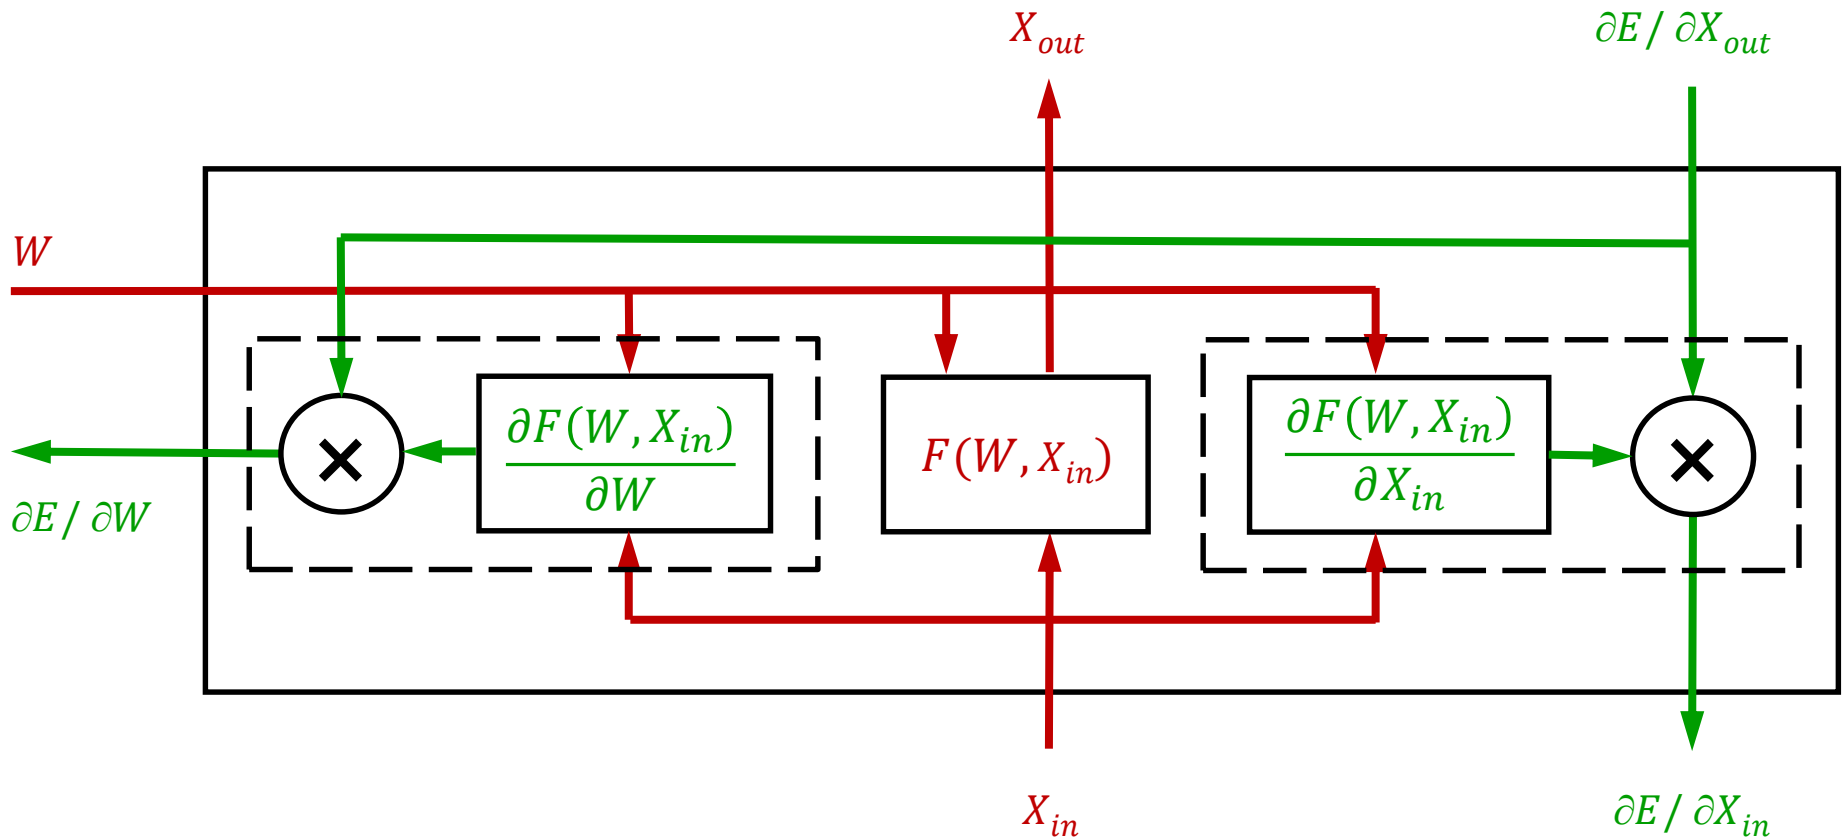 X_out
∂E / ∂X_out
W
∂F(W, X_in)
∂W
F(W, X_in)
∂F(W, X_in)
∂X_in
×
×
∂E / ∂W
X_in
∂E / ∂X_in